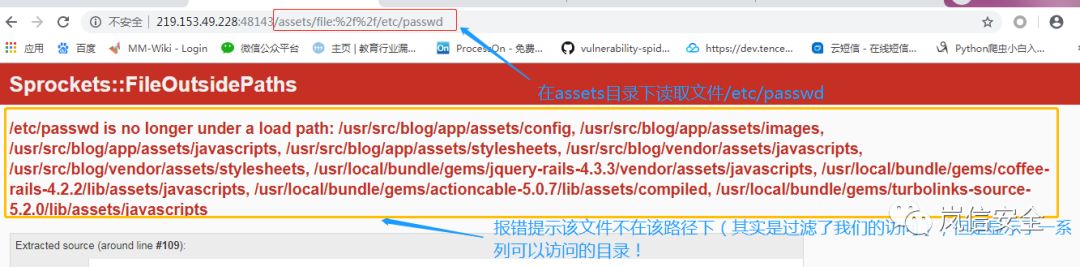 不安全 | 219.153.49.228:48143/assets/file:%2f%2f/etc/passwd
应用 百度 MM-Wiki - Login 微信公众平台 主页 | 教育行业漏... On ProcessOn - 免费... vulnerability-spid... https://dev.tence... 云短信 - 在线短信... Python爬虫小白入...
Sprockets::FileOutsidePaths
在assets目录下读取文件/etc/passwd
/etc/passwd is no longer under a load path: /usr/src/blog/app/assets/config, /usr/src/blog/app/assets/images,
/usr/src/blog/app/assets/javascripts, /usr/src/blog/app/assets/stylesheets, /usr/src/blog/vendor/assets/javascripts,
/usr/src/blog/vendor/assets/stylesheets, /usr/local/bundle/gems/jquery-rails-4.3.3/vendor/assets/javascripts, /usr/local/bundle/gems/coffee-
rails-4.2.2/lib/assets/javascripts, /usr/local/bundle/gems/actioncable-5.0.7/lib/assets/compiled, /usr/local/bundle/gems/turbolinks-source-
5.2.0/lib/assets/javascripts
报错提示该文件不在该路径下（其实是过滤了我们的访问
列可以访问的目录！
岚信安全
Extracted source (around line #109):